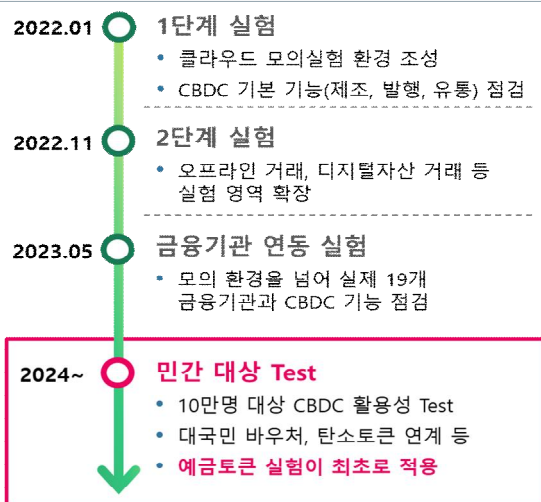 2022.01
1단계 실험
• 클라우드 모의실험 환경 조성
• CBDC 기본 기능(제조, 발행, 유통) 점검
2022.11
2단계 실험
• 오프라인 거래, 디지털자산 거래 등
실험 영역 확장
2023.05
금융기관 연동 실험
• 모의 환경을 넘어 실제 19개
금융기관과 CBDC 기능 점검
2024~
민간 대상 Test
• 10만명 대상 CBDC 활용성 Test
• 대국민 바우처, 탄소토큰 연계 등
• 예금토큰 실험이 최초로 적용